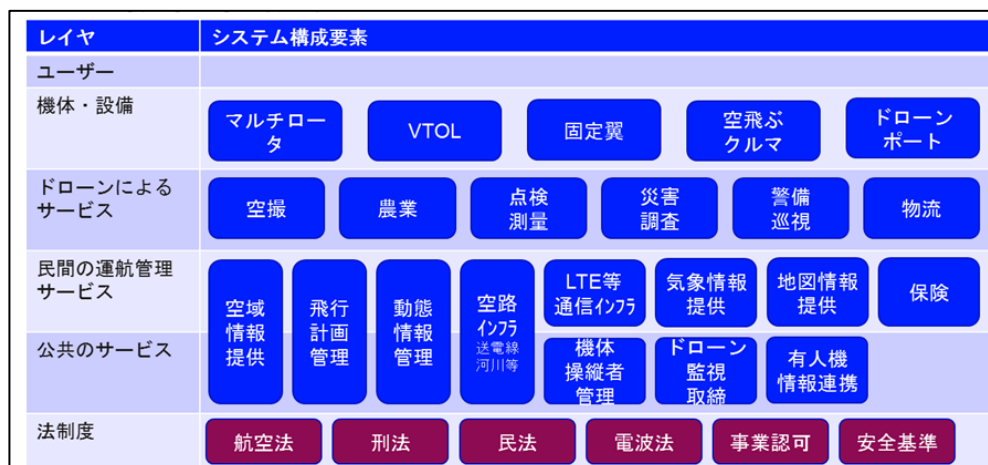 レイヤ
システム構成要素
ユーザー
機体・設備
マルチロー
タ
VTOL
固定翼
空飛ぶ
クルマ
ドローン
ポート
ドローンによる
サービス
空撮
農業
点検
測量
災害
調査
警備
巡視
物流
民間の運航管理
サービス
公共のサービス
空域
情報
提供
飛行
計画
管理
動態
情報
管理
空路
インフラ
送電線
河川等
LTE等
通信インフラ
気象情報
提供
地図情報
提供
保険
機体
操縦者
管理
ドローン
監視
取締
有人機
情報連携
法制度
航空法
刑法
民法
電波法
事業認可
安全基準